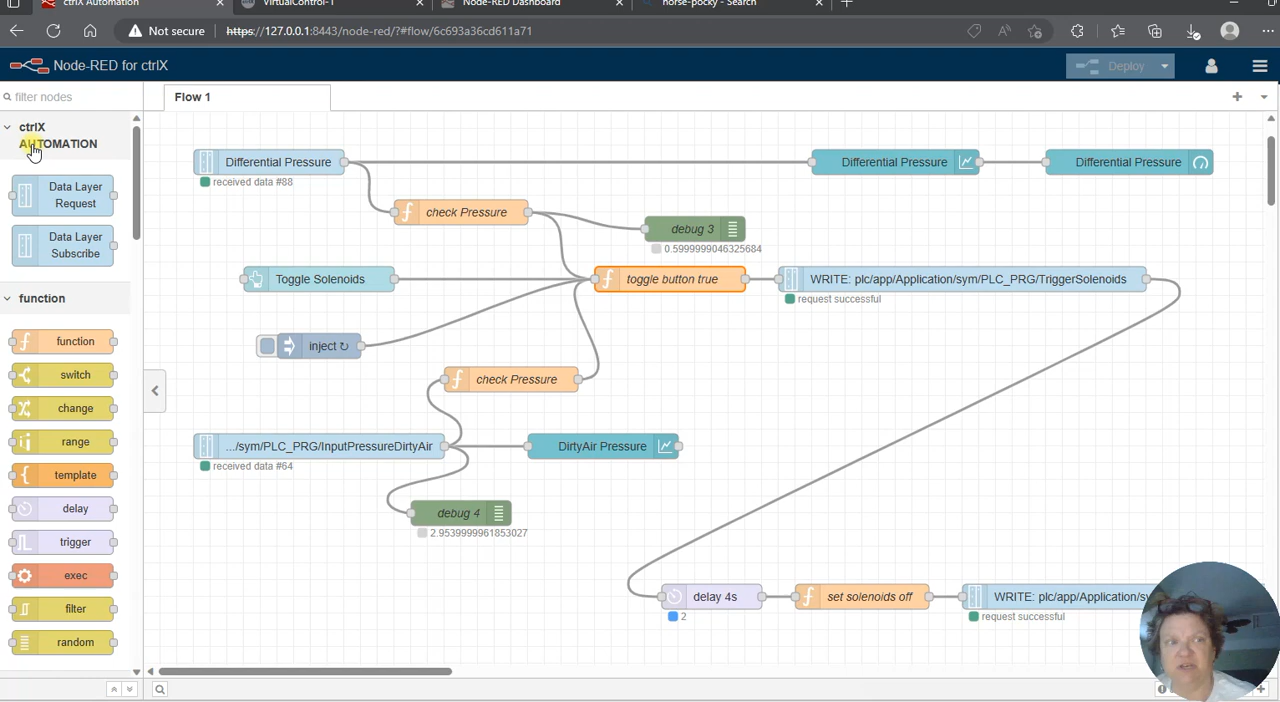 ctrlX Automation
VirtualControl-1
Node-RED Dashboard
horse-pocky - Search
Not secure
https://127.0.0.1:8443/node-red/?#flow/6c693a36cd611a71
Node-RED for ctrlX
Deploy
filter nodes
Flow 1
ctrlX
AUTOMATION
Data Layer
Request
Data Layer
Subscribe
function
function
switch
change
range
template
delay
trigger
exec
filter
random
Differential Pressure
received data #88
Differential Pressure
Differential Pressure
check Pressure
debug 3
0.5999999046325684
Toggle Solenoids
toggle button true
WRITE: plc/app/Application/sym/PLC_PRG/TriggerSolenoids
request successful
inject ↻
check Pressure
.../sym/PLC_PRG/InputPressureDirtyAir
received data #64
DirtyAir Pressure
debug 4
2.9539999961853027
delay 4s
2
set solenoids off
WRITE: plc/app/Application/sy
request successful